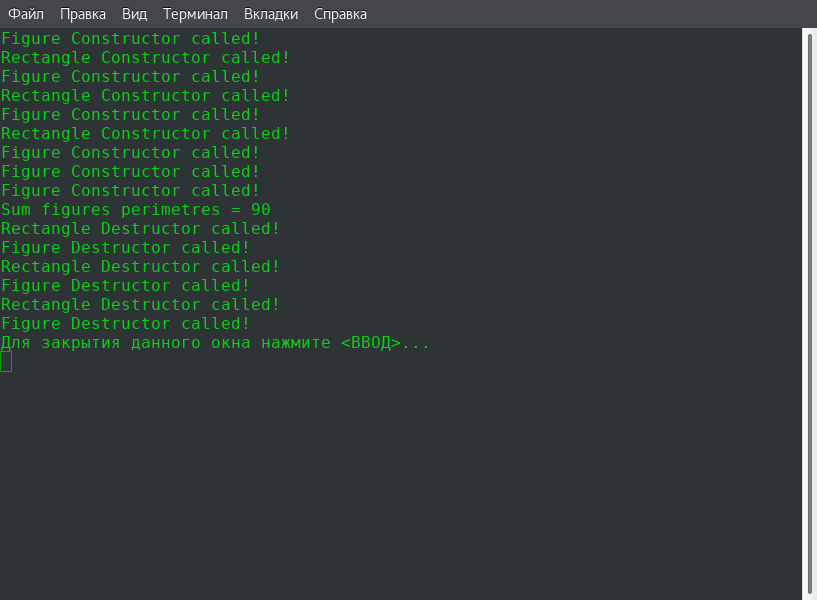 Файл Правка Вид Терминал Вкладки Справка
Figure Constructor called!
Rectangle Constructor called!
Figure Constructor called!
Rectangle Constructor called!
Figure Constructor called!
Rectangle Constructor called!
Figure Constructor called!
Figure Constructor called!
Figure Constructor called!
Sum figures perimetres = 90
Rectangle Destructor called!
Figure Destructor called!
Rectangle Destructor called!
Figure Destructor called!
Rectangle Destructor called!
Figure Destructor called!
Для закрытия данного окна нажмите <ВВОД>...